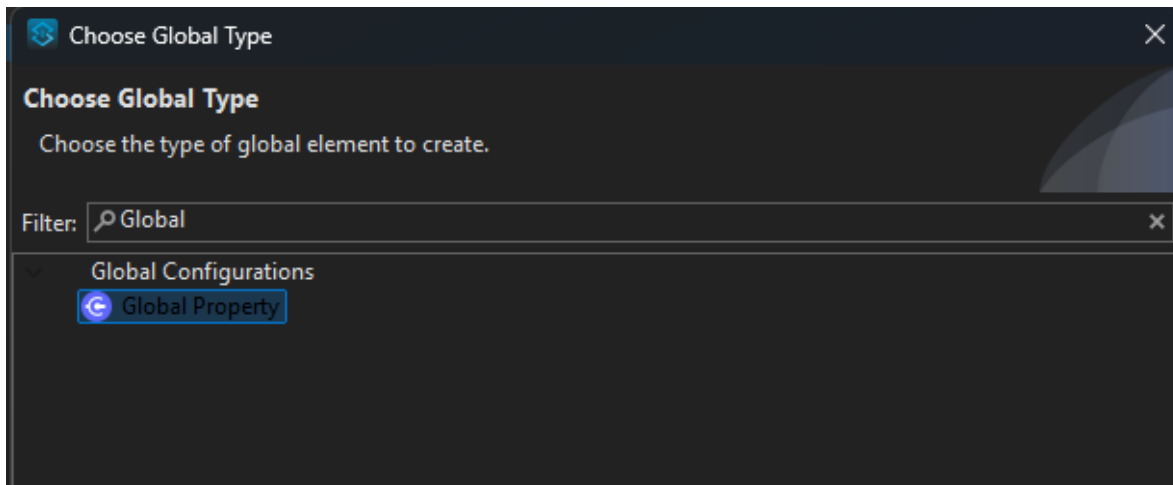 Choose Global Type
Choose Global Type
Choose the type of global element to create.
Filter: Global
Global Configurations
Global Property